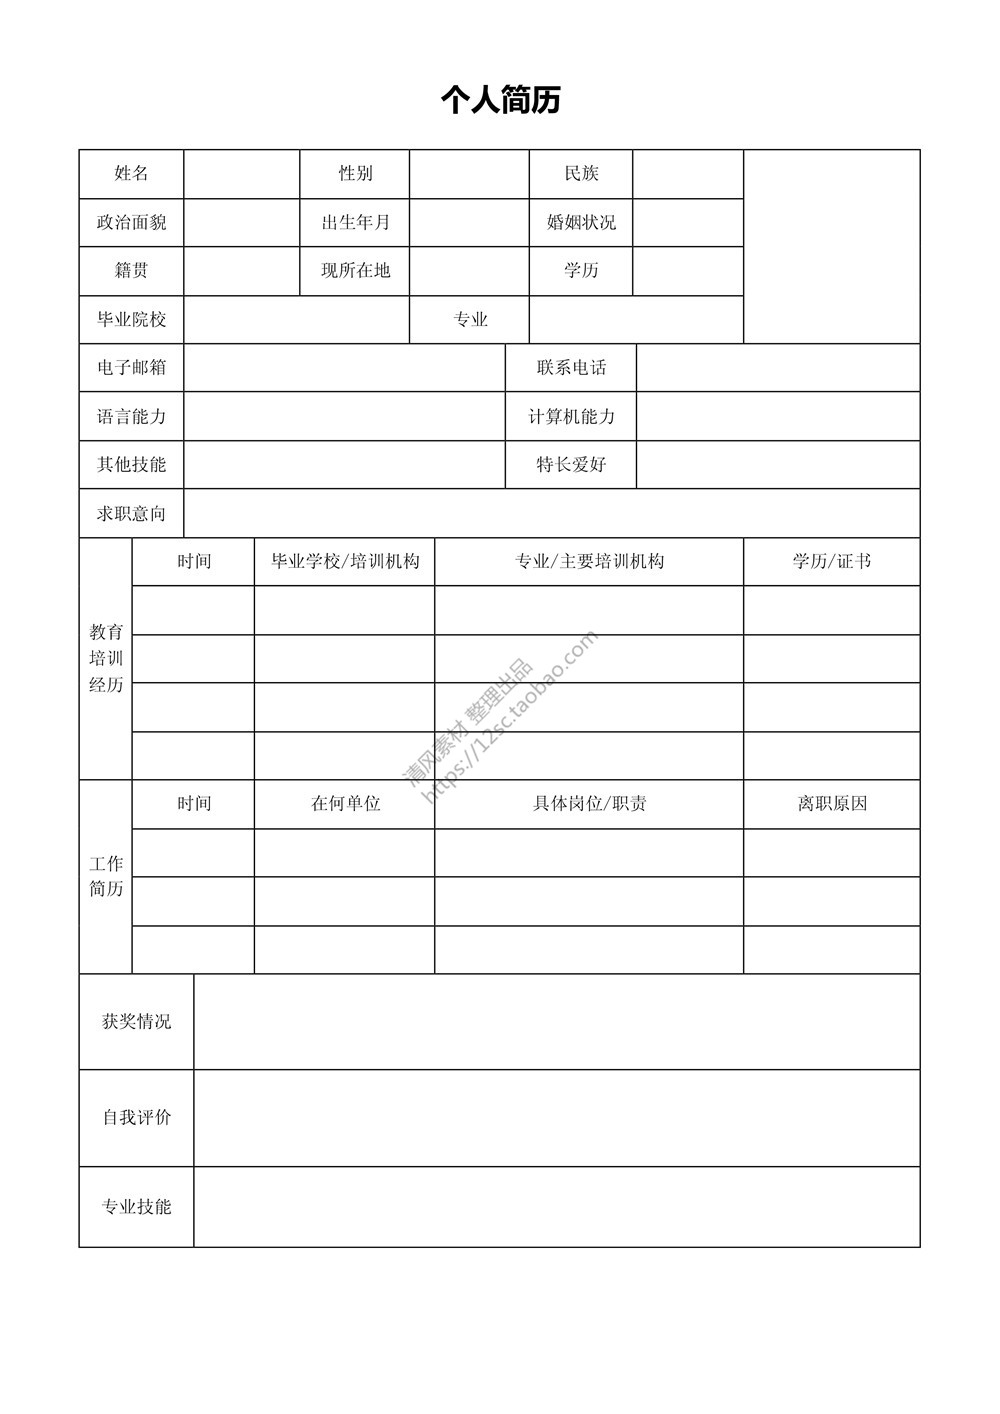 个人简历
姓名 性别 民族
政治面貌 出生年月 婚姻状况
籍贯 现所在地 学历
毕业院校 专业
电子邮箱 联系电话
语言能力 计算机能力
其他技能 特长爱好
求职意向
时间 毕业学校/培训机构 专业/主要培训机构 学历/证书
教育
培训
经历
清风素材 整理出品
https://12sc.taobao.com
时间 在何单位 具体岗位/职责 离职原因
工作
简历
获奖情况
自我评价
专业技能